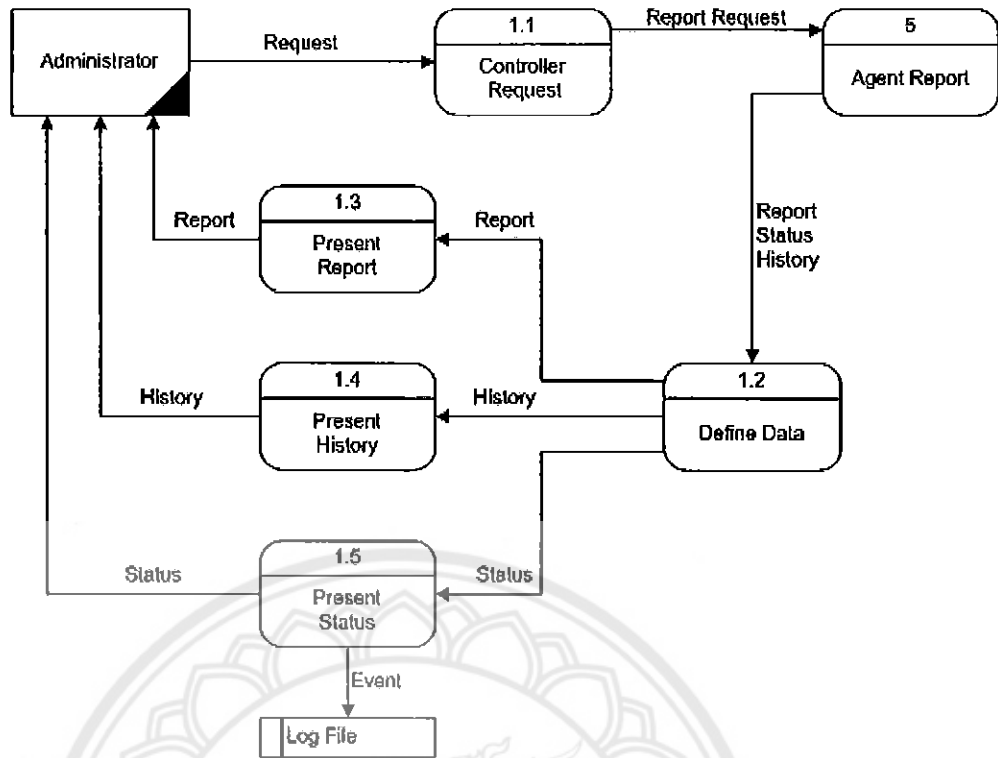 Administrator
Request
1.1
Controller
Request
Report Request
5
Agent Report
Report
Status
History
1.3
Present
Report
Report
Report
1.2
Define Data
1.4
Present
History
History
History
1.5
Present
Status
Status
Status
Event
Log File